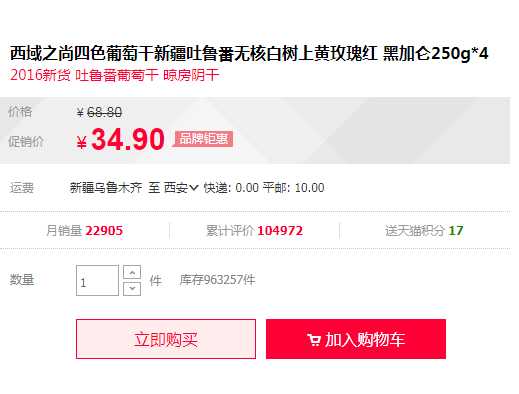 西域之尚四色葡萄干新疆吐鲁番无核白树上黄玫瑰红 黑加仑250g*4
2016新货 吐鲁番葡萄干 晾房阴干
价格 ¥ 68.80
促销价 ¥ 34.90 品牌钜惠
运费 新疆乌鲁木齐 至 西安 快递: 0.00 平邮: 10.00
月销量 22905 累计评价 104972 送天猫积分 17
数量 1 件 库存963257件
立即购买 加入购物车